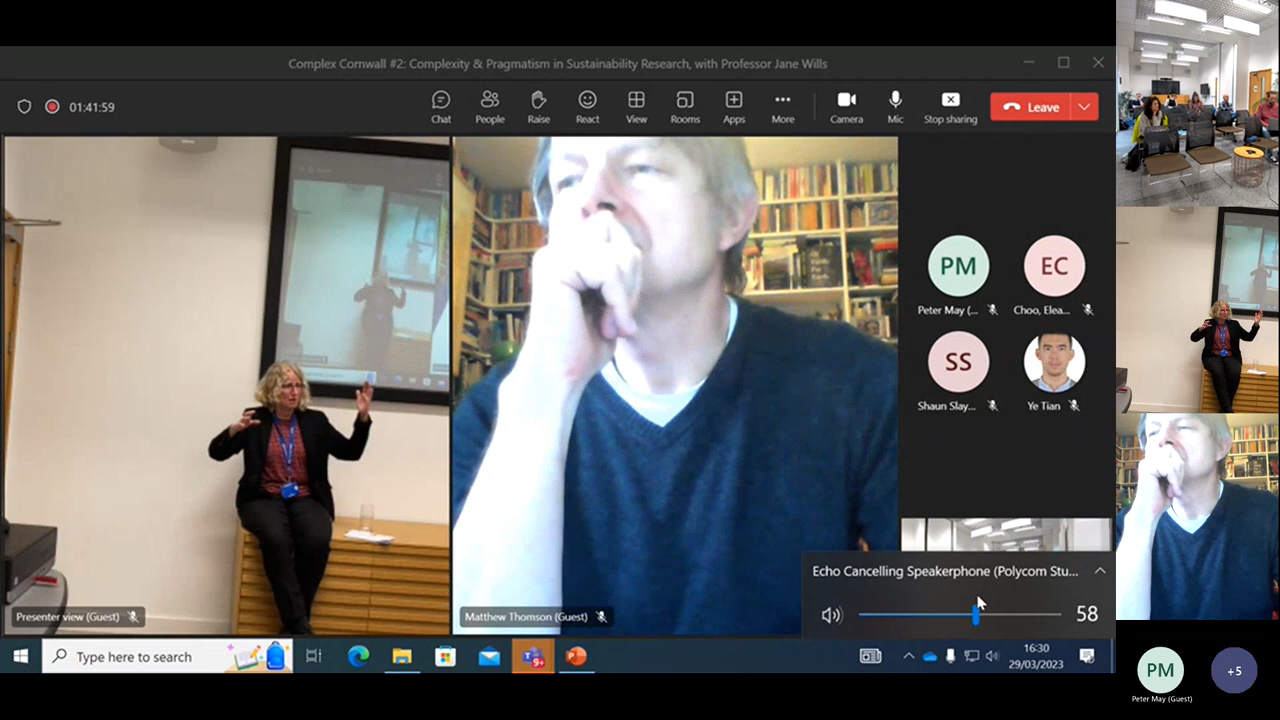 Complex Cornwall #2: Complexity & Pragmatism in Sustainability Research, with Professor Jane Wills
01:41:59
Chat
People
Raise
React
View
Rooms
Apps
More
Camera
Mic
Stop sharing
Leave
PM
EC
Peter May (...
Choo, Elea...
SS
Shaun Slay...
Ye Tian
Echo Cancelling Speakerphone (Polycom Stu...
58
Presenter view (Guest)
Matthew Thomson (Guest)
Type here to search
9+
16:30
29/03/2023
PM
+5
Peter May (Guest)